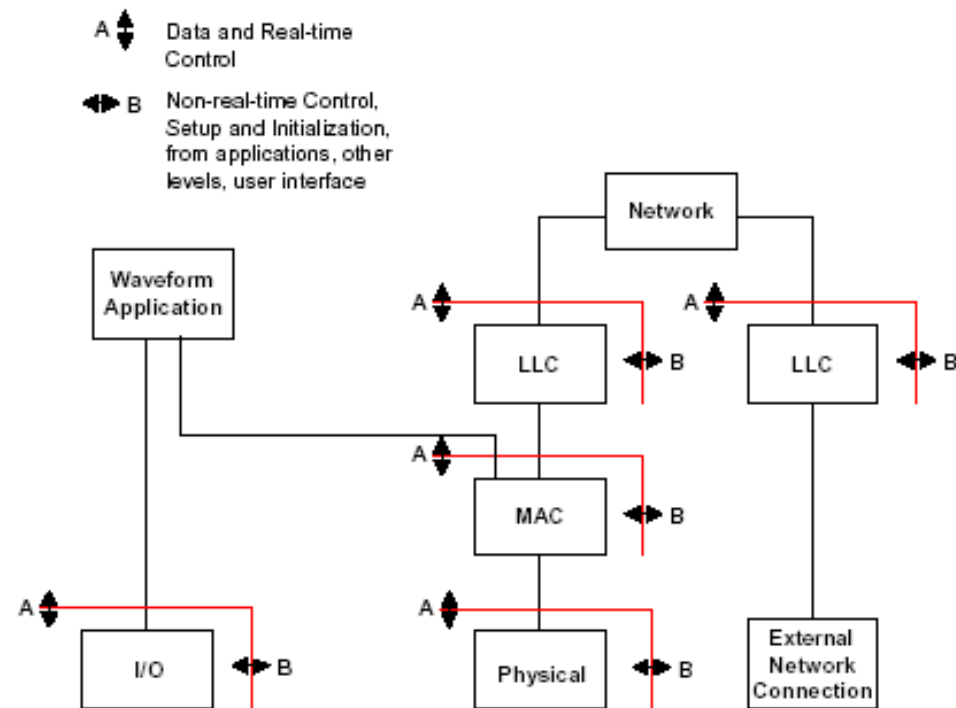 A
Data and Real-time
Control
B
Non-real-time Control,
Setup and Initialization,
from applications, other
levels, user interface
Network
Waveform
Application
A
A
LLC
B
LLC
B
A
MAC
B
A
A
I/O
B
Physical
B
External
Network
Connection